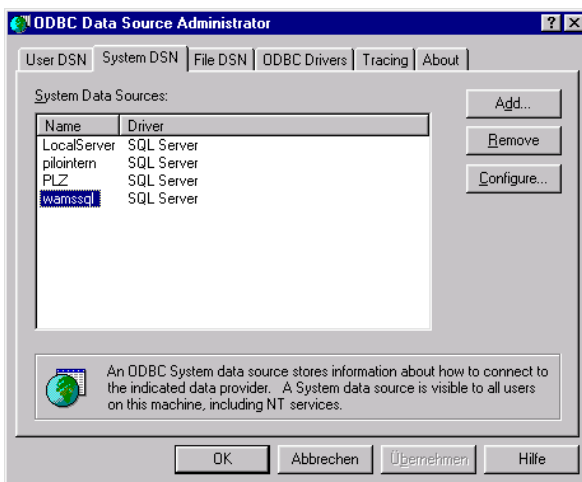 ODBC Data Source Administrator
User DSN System DSN File DSN ODBC Drivers Tracing About
System Data Sources:
Name Driver
LocalServer SQL Server
pilointern SQL Server
PLZ SQL Server
wamssql SQL Server
Add...
Remove
Configure...
An ODBC System data source stores information about how to connect to
the indicated data provider. A System data source is visible to all users
on this machine, including NT services.
OK Abbrechen Übernehmen Hilfe